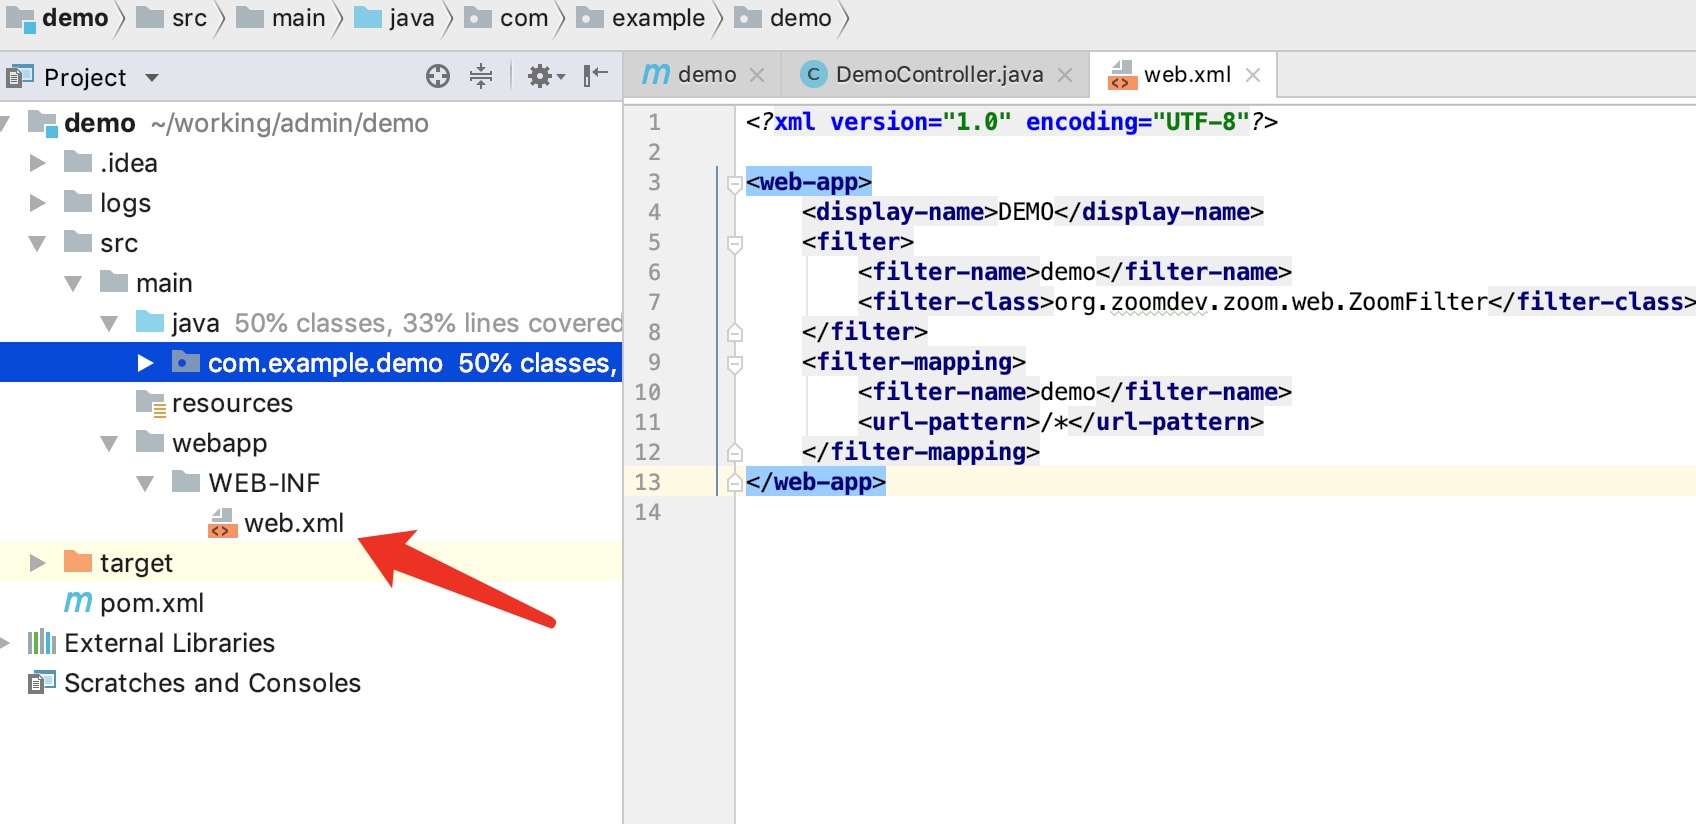 demo src main java com example demo
Project
demo DemoController.java web.xml
demo ~/working/admin/demo
.idea
logs
src
main
java 50% classes, 33% lines covered
com.example.demo 50% classes,
resources
webapp
WEB-INF
web.xml
target
m pom.xml
External Libraries
Scratches and Consoles
1 <?xml version="1.0" encoding="UTF-8"?>
2
3 <web-app>
4 <display-name>DEMO</display-name>
5 <filter>
6 <filter-name>demo</filter-name>
7 <filter-class>org.zoomdev.zoom.web.ZoomFilter</filter-class>
8 </filter>
9 <filter-mapping>
10 <filter-name>demo</filter-name>
11 <url-pattern>/*</url-pattern>
12 </filter-mapping>
13 </web-app>
14